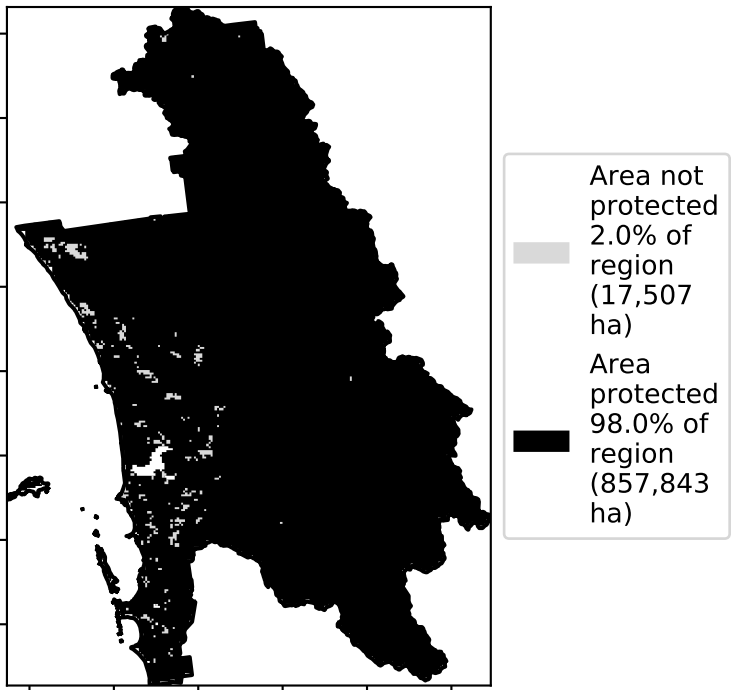 Area not
protected
2.0% of
region
(17,507
ha)
Area
protected
98.0% of
region
(857,843
ha)